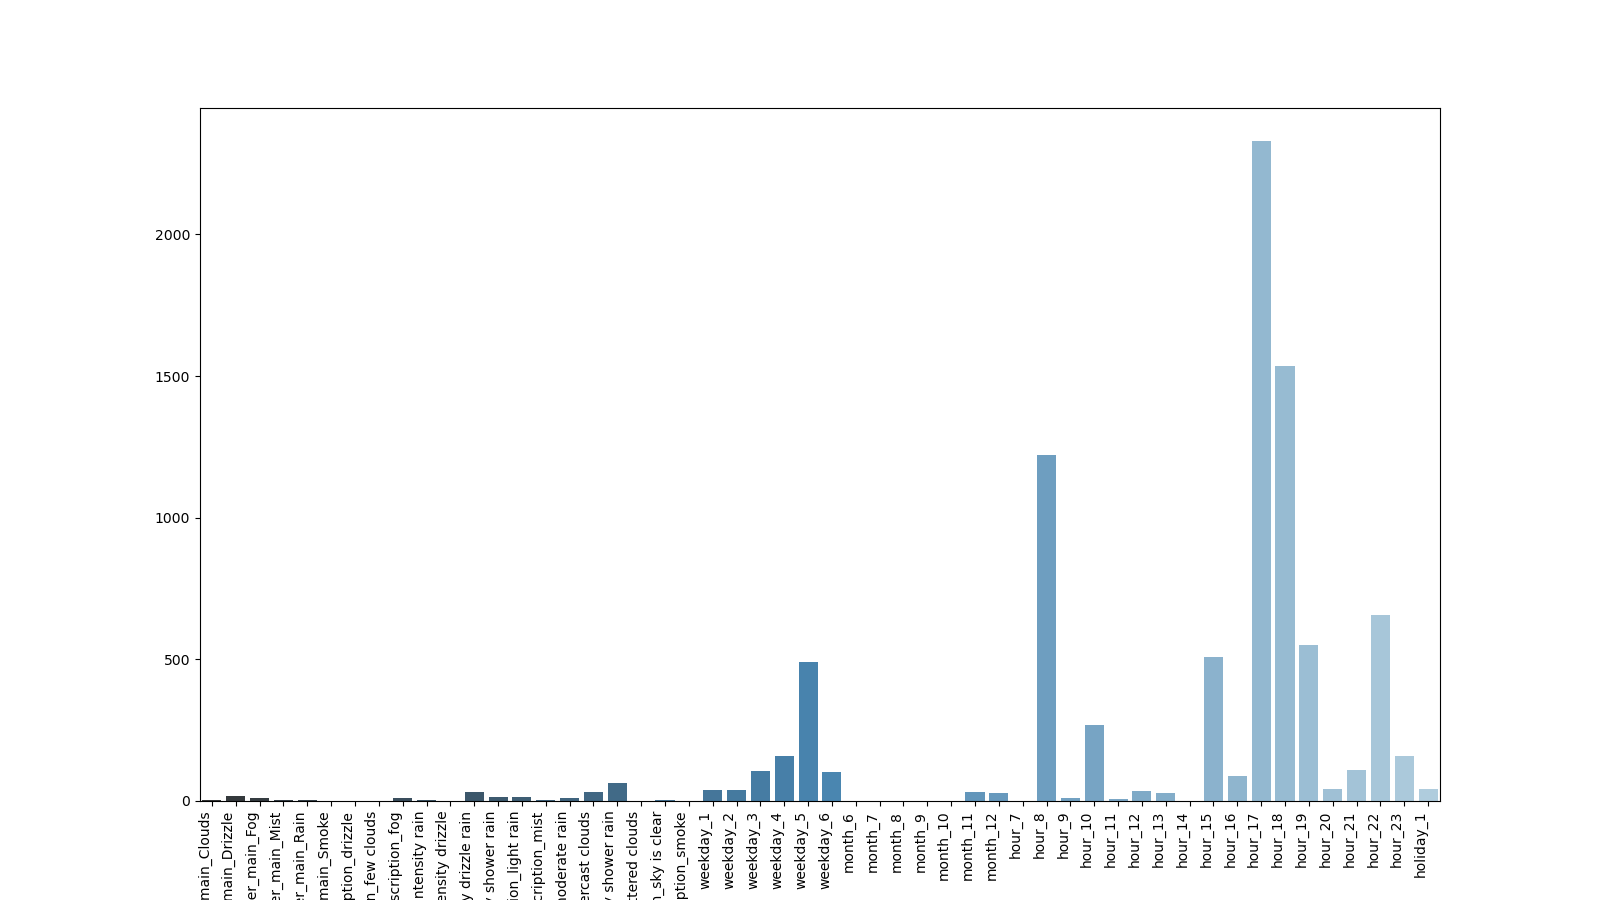 2000
1500
1000
500
0
main_Clouds
main_Drizzle
er_main_Fog
er_main_Mist
er_main_Rain
main_Smoke
ption_drizzle
n_few clouds
scription_fog
ntensity rain
ensity drizzle
y drizzle rain
y shower rain
ion_light rain
cription_mist
moderate rain
ercast clouds
y shower rain
ttered clouds
n_sky is clear
ption_smoke
weekday_1
weekday_2
weekday_3
weekday_4
weekday_5
weekday_6
month_6
month_7
month_8
month_9
month_10
month_11
month_12
hour_7
hour_8
hour_9
hour_10
hour_11
hour_12
hour_13
hour_14
hour_15
hour_16
hour_17
hour_18
hour_19
hour_20
hour_21
hour_22
hour_23
holiday_1